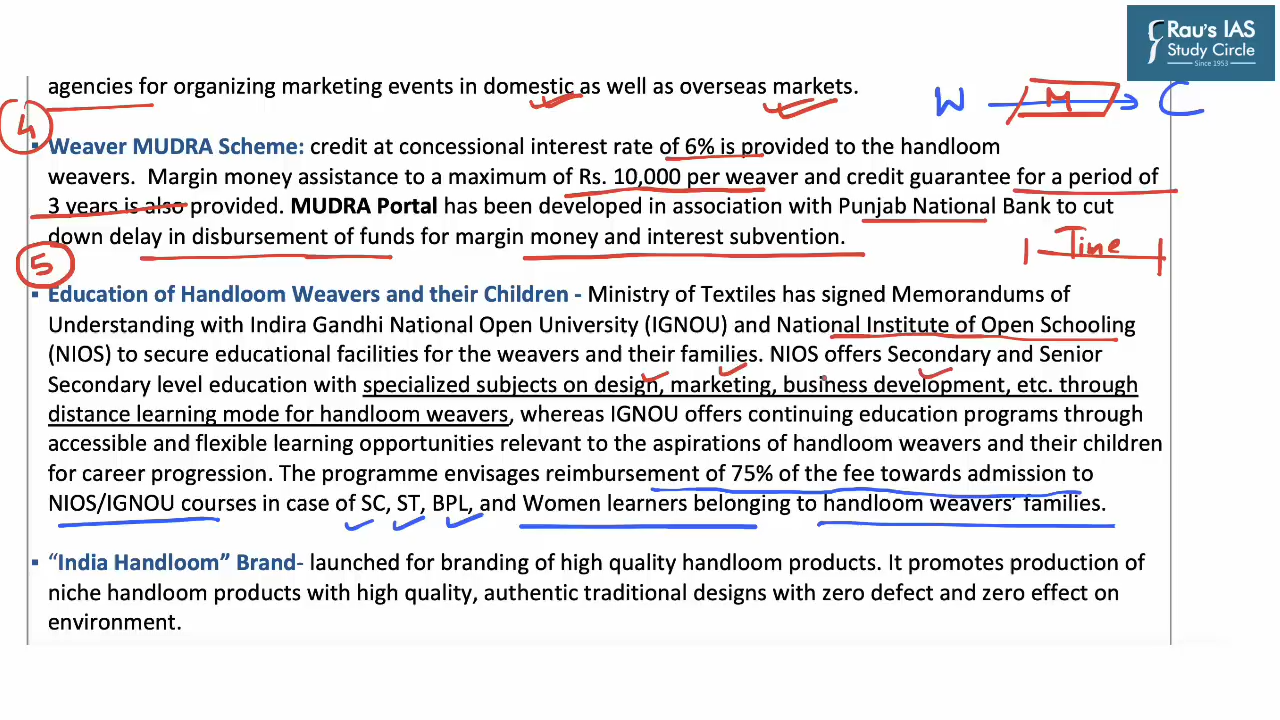 Rau's IAS
Study Circle
Since 1953
agencies for organizing marketing events in domestic as well as overseas markets.
W M C
4
▪ Weaver MUDRA Scheme: credit at concessional interest rate of 6% is provided to the handloom
weavers.  Margin money assistance to a maximum of Rs. 10,000 per weaver and credit guarantee for a period of
3 years is also provided. MUDRA Portal has been developed in association with Punjab National Bank to cut
down delay in disbursement of funds for margin money and interest subvention.
Time
5
▪ Education of Handloom Weavers and their Children - Ministry of Textiles has signed Memorandums of
Understanding with Indira Gandhi National Open University (IGNOU) and National Institute of Open Schooling
(NIOS) to secure educational facilities for the weavers and their families. NIOS offers Secondary and Senior
Secondary level education with specialized subjects on design, marketing, business development, etc. through
distance learning mode for handloom weavers, whereas IGNOU offers continuing education programs through
accessible and flexible learning opportunities relevant to the aspirations of handloom weavers and their children
for career progression. The programme envisages reimbursement of 75% of the fee towards admission to
NIOS/IGNOU courses in case of SC, ST, BPL, and Women learners belonging to handloom weavers' families.
▪ "India Handloom" Brand- launched for branding of high quality handloom products. It promotes production of
niche handloom products with high quality, authentic traditional designs with zero defect and zero effect on
environment.